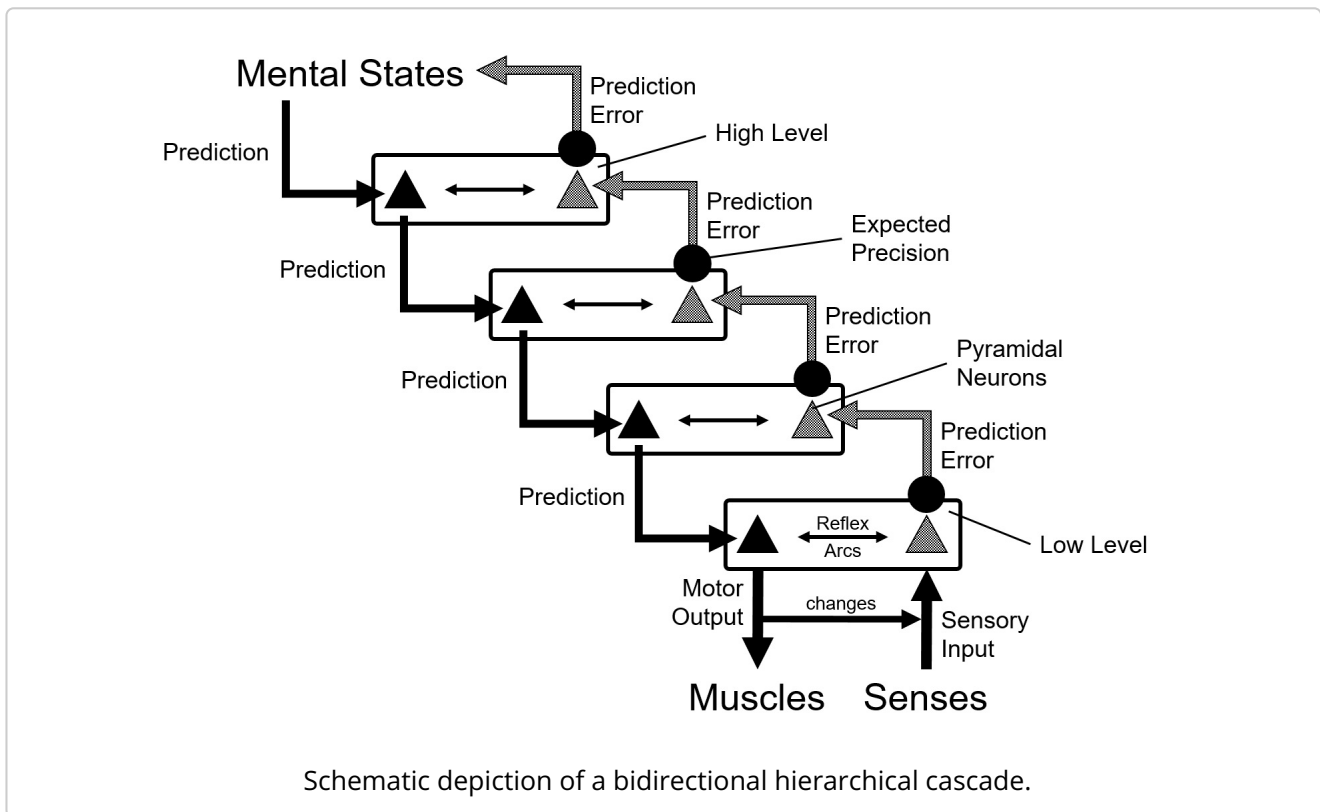 Mental States
Prediction
Error
High Level
Prediction
Prediction
Error
Expected
Precision
Prediction
Prediction
Error
Pyramidal
Neurons
Prediction
Prediction
Error
Prediction
Reflex
Arcs
Low Level
Motor
Output
changes
Sensory
Input
Muscles
Senses
Schematic depiction of a bidirectional hierarchical cascade.